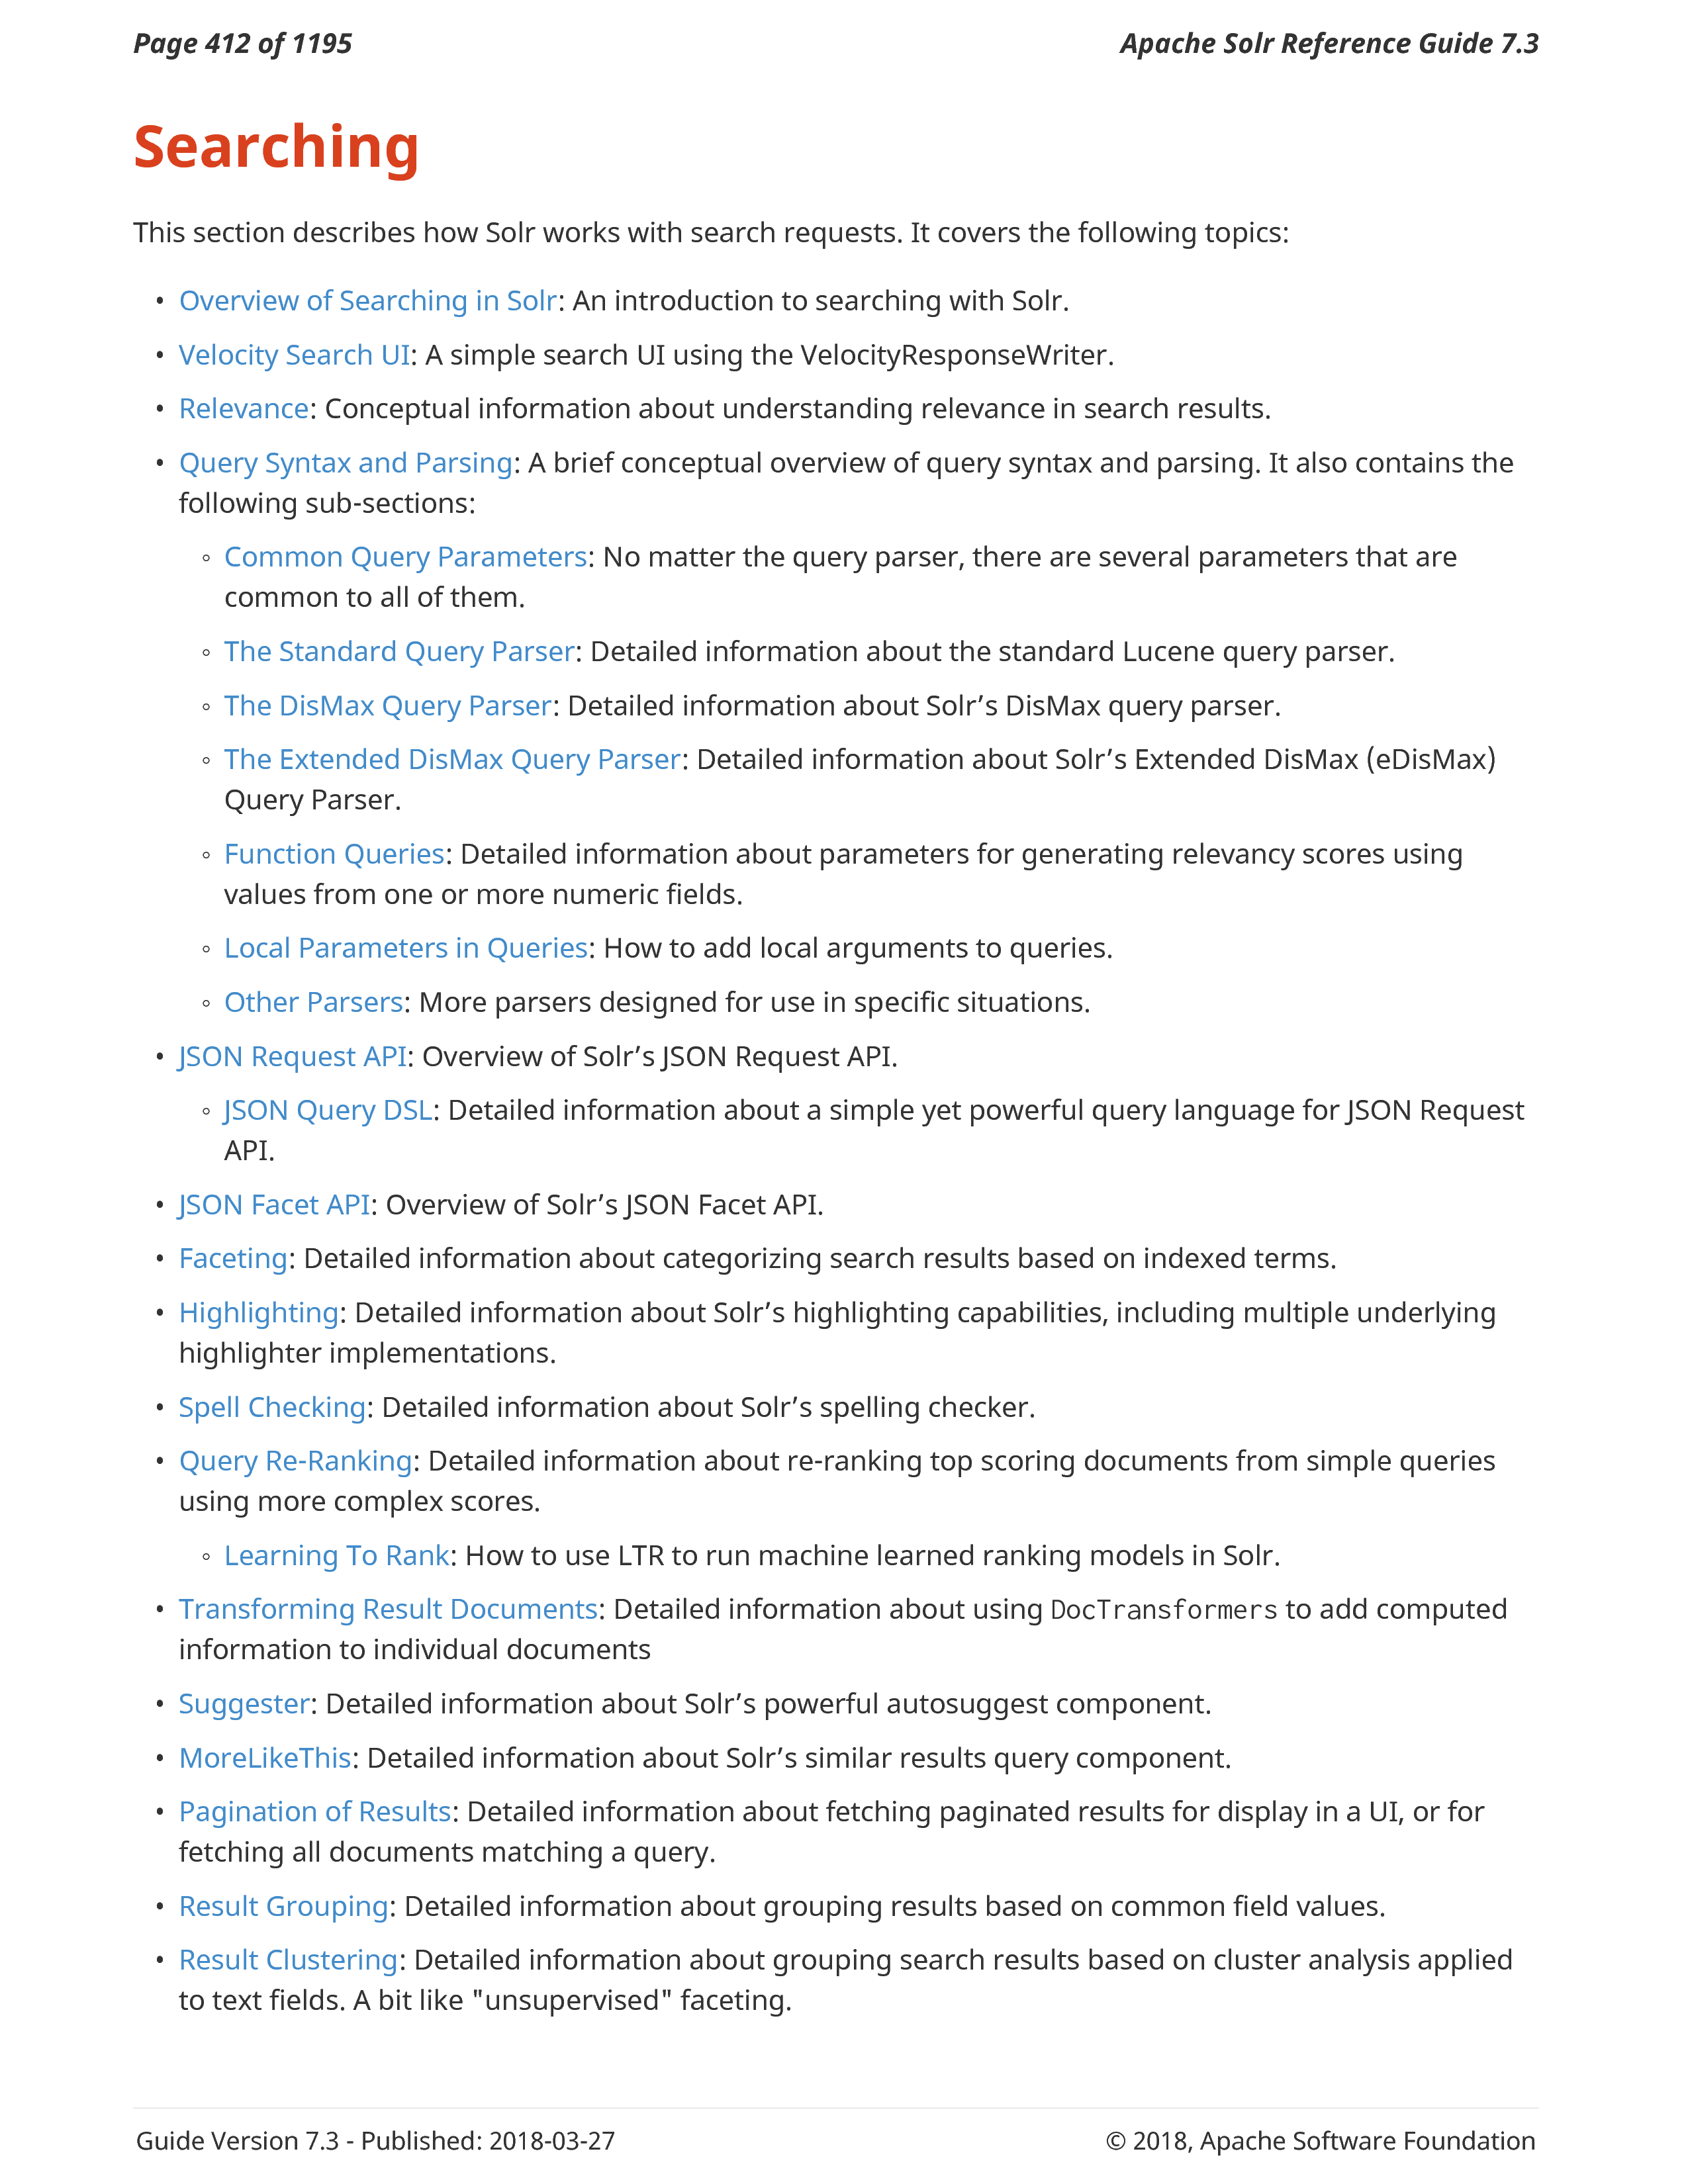 Page 412 of 1195
Apache Solr Reference Guide 7.3
Searching
This section describes how Solr works with search requests. It covers the following topics:
• Overview of Searching in Solr: An introduction to searching with Solr.
• Velocity Search UI: A simple search UI using the VelocityResponseWriter.
• Relevance: Conceptual information about understanding relevance in search results.
• Query Syntax and Parsing: A brief conceptual overview of query syntax and parsing. It also contains the
following sub-sections:
◦ Common Query Parameters: No matter the query parser, there are several parameters that are
common to all of them.
◦ The Standard Query Parser: Detailed information about the standard Lucene query parser.
◦ The DisMax Query Parser: Detailed information about Solr’s DisMax query parser.
◦ The Extended DisMax Query Parser: Detailed information about Solr’s Extended DisMax (eDisMax)
Query Parser.
◦ Function Queries: Detailed information about parameters for generating relevancy scores using
values from one or more numeric fields.
◦ Local Parameters in Queries: How to add local arguments to queries.
◦ Other Parsers: More parsers designed for use in specific situations.
• JSON Request API: Overview of Solr’s JSON Request API.
◦ JSON Query DSL: Detailed information about a simple yet powerful query language for JSON Request
API.
• JSON Facet API: Overview of Solr’s JSON Facet API.
• Faceting: Detailed information about categorizing search results based on indexed terms.
• Highlighting: Detailed information about Solr’s highlighting capabilities, including multiple underlying
highlighter implementations.
• Spell Checking: Detailed information about Solr’s spelling checker.
• Query Re-Ranking: Detailed information about re-ranking top scoring documents from simple queries
using more complex scores.
◦ Learning To Rank: How to use LTR to run machine learned ranking models in Solr.
• Transforming Result Documents: Detailed information about using DocTransformers to add computed
information to individual documents
• Suggester: Detailed information about Solr’s powerful autosuggest component.
• MoreLikeThis: Detailed information about Solr’s similar results query component.
• Pagination of Results: Detailed information about fetching paginated results for display in a UI, or for
fetching all documents matching a query.
• Result Grouping: Detailed information about grouping results based on common field values.
• Result Clustering: Detailed information about grouping search results based on cluster analysis applied
to text fields. A bit like "unsupervised" faceting.
Guide Version 7.3 - Published: 2018-03-27
© 2018, Apache Software Foundation